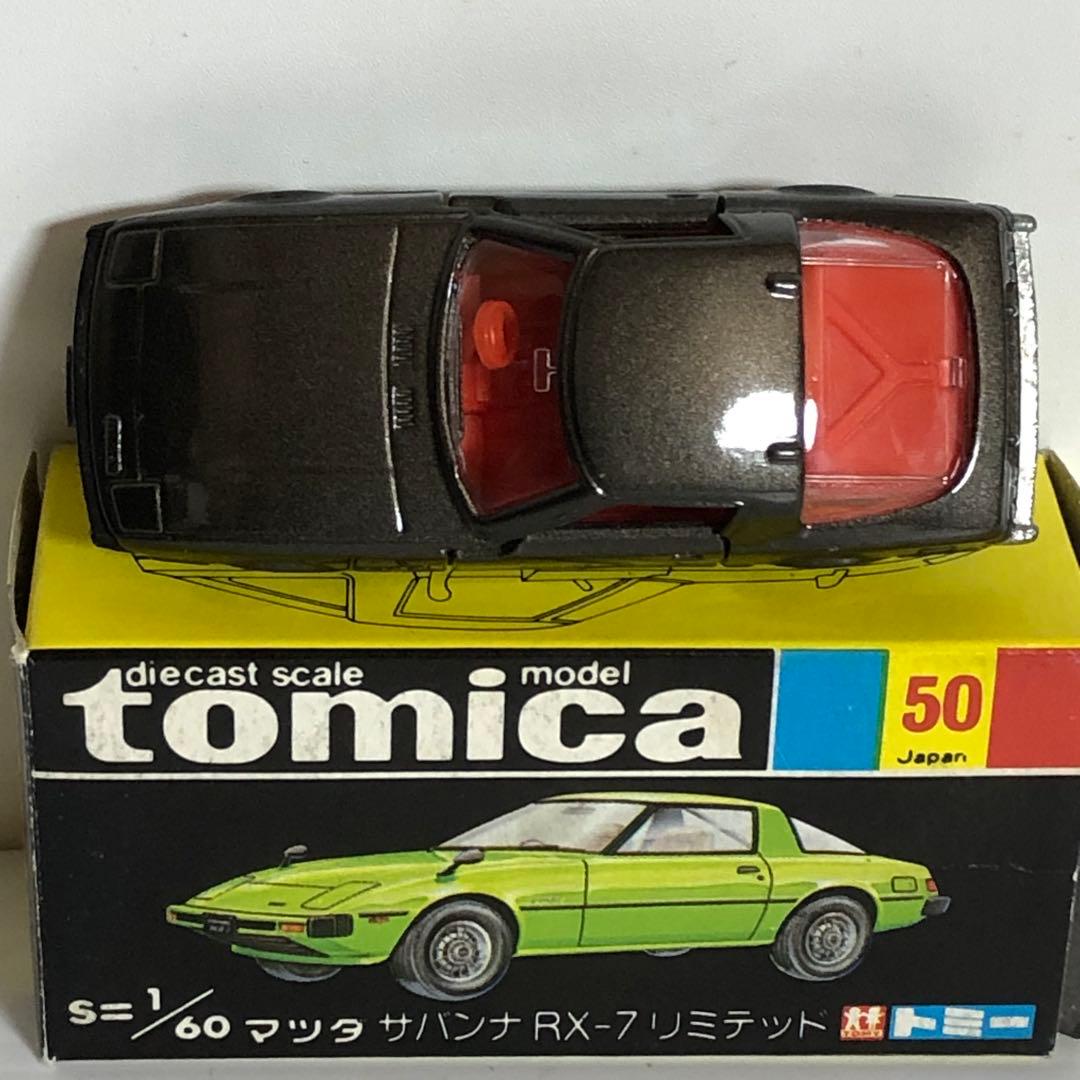 diecast scale model
tomica
50
Japan
S=1/60 マツダ サバンナ RX-7 リミテッド
TOMY
トミー